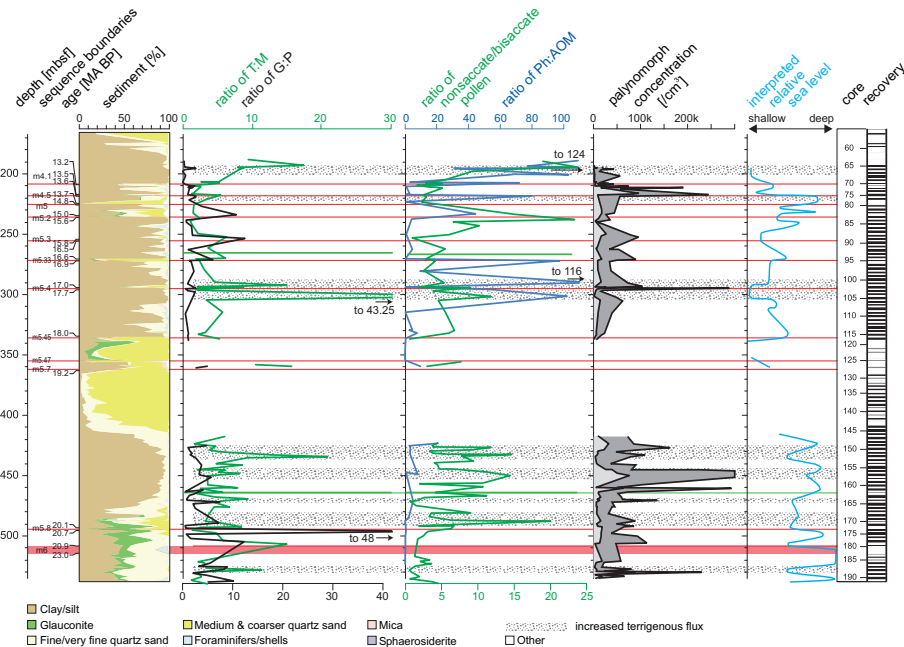 depth [mbsf]
sequence boundaries
age [MA BP]
sediment [%]
ratio of T:M
ratio of G:P
ratio of
nonsaccate/bisaccate
pollen
ratio of Ph:AOM
palynomorph
concentration
[/cm³]
interpreted
relative
sea level
core
recovery
shallow deep
0 50 100
0 10 20 30
0 20 40 60 80 100
0 100k 200k
200
250
300
350
400
450
500
m4.1
m4.5
m5
m5.2
m5.3
m5.33
m5.4
m5.45
m5.47
m5.7
m5.8
m6
13.2
13.5
13.6
13.7
14.8
15.0
15.6
15.8
16.5
16.6
16.9
17.0
17.7
18.0
19.2
20.1
20.7
20.9
23.0
to 124
to 116
to 43.25
to 48
60
65
70
75
80
85
90
95
100
105
110
115
120
125
130
135
140
145
150
155
160
165
170
175
180
185
190
0 10 20 30 40
0 5 10 15 20 25
Clay/silt
Glauconite Medium & coarser quartz sand Mica increased terrigenous flux
Fine/very fine quartz sand Foraminifers/shells Sphaerosiderite Other